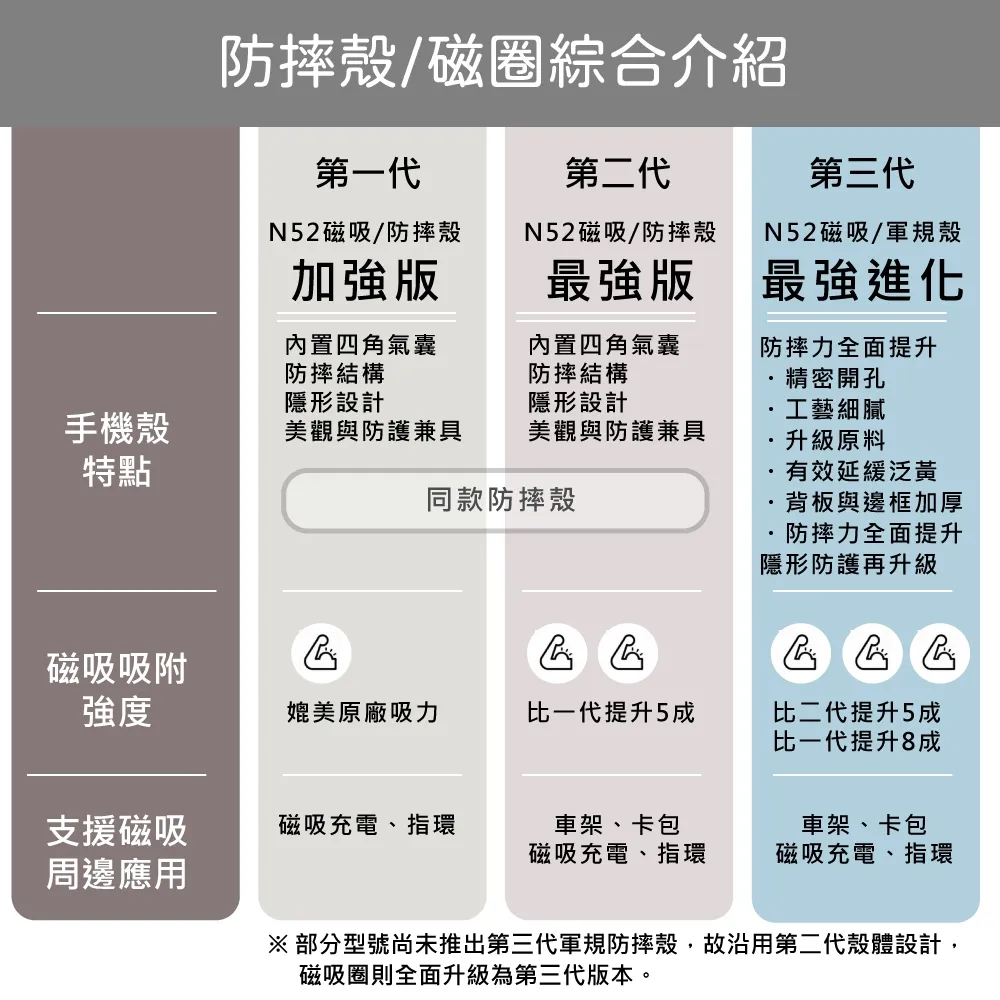 防摔殼/磁圈綜合介紹
第一代
N52磁吸/防摔殼
加強版
第二代
N52磁吸/防摔殼
最強版
第三代
N52磁吸/軍規殼
最強進化
手機殼
特點
內置四角氣囊
防摔結構
隱形設計
美觀與防護兼具
內置四角氣囊
防摔結構
隱形設計
美觀與防護兼具
同款防摔殼
防摔力全面提升
・精密開孔
・工藝細膩
・升級原料
・有效延緩泛黃
・背板與邊框加厚
・防摔力全面提升
隱形防護再升級
磁吸吸附
強度
媲美原廠吸力
比一代提升5成
比二代提升5成
比一代提升8成
支援磁吸
周邊應用
磁吸充電、指環
車架、卡包
磁吸充電、指環
車架、卡包
磁吸充電、指環
※ 部分型號尚未推出第三代軍規防摔殼，故沿用第二代殼體設計，
磁吸圈則全面升級為第三代版本。